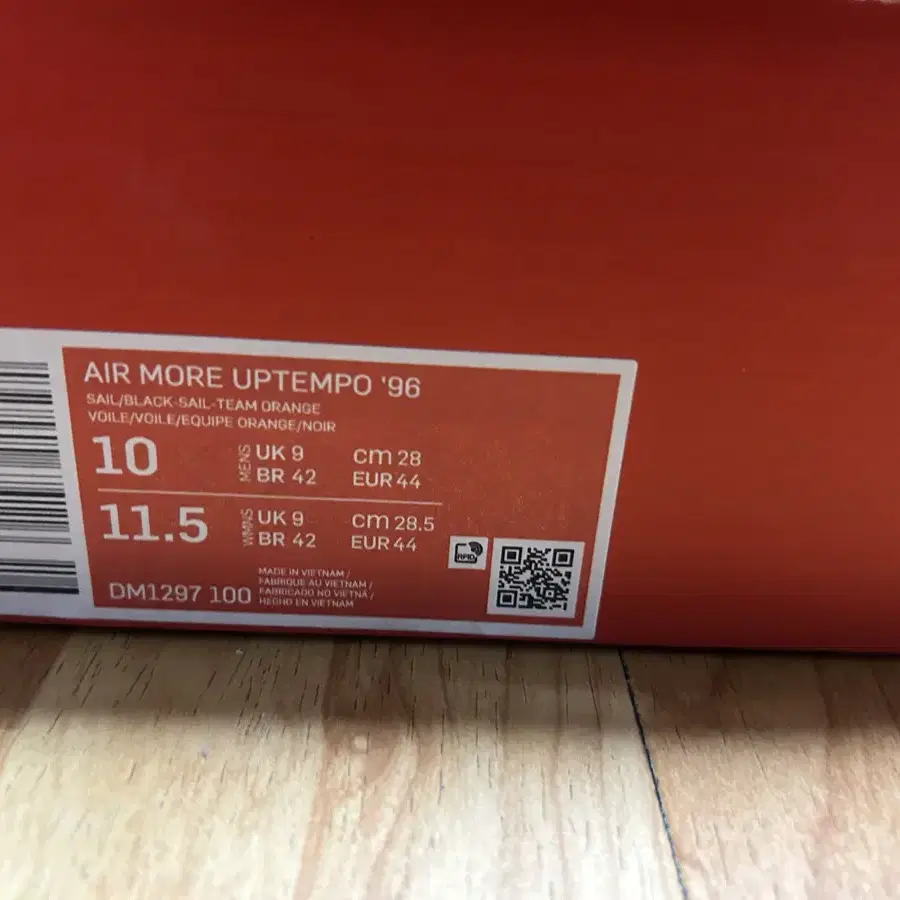 AIR MORE UPTEMPO '96
SAIL/BLACK-SAIL-TEAM ORANGE
VOILE/VOILE/EQUIPE ORANGE/NOIR
10 MENS UK 9 cm 28
BR 42 EUR 44
11.5 WMNS UK 9 cm 28.5
BR 42 EUR 44
RFID
DM1297 100
MADE IN VIETNAM /
FABRIQUE AU VIETNAM /
FABRICADO NO VIETNÃ /
HECHO EN VIETNAM